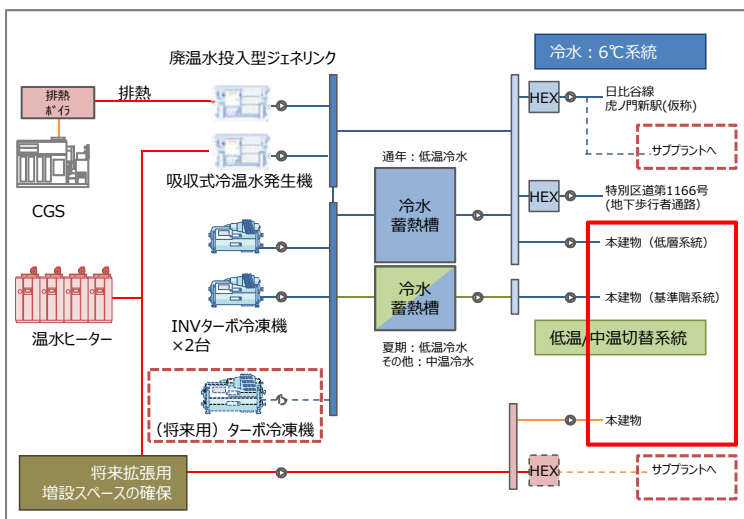 廃温水投入型ジェネリンク
冷水：6℃系統
排熱
ﾎﾞｲﾗ
排熱
HEX
日比谷線
虎ノ門新駅(仮称)
サブプラントへ
吸収式冷温水発生機
通年：低温冷水
CGS
冷水
蓄熱槽
HEX
特別区道第1166号
(地下歩行者通路)
本建物（低層系統）
冷水
蓄熱槽
本建物（基準階系統）
温水ヒーター
INVターボ冷凍機
×2台
夏期：低温冷水
その他：中温冷水
低温/中温切替系統
（将来用）ターボ冷凍機
本建物
将来拡張用
増設スペースの確保
HEX
サブプラントへ